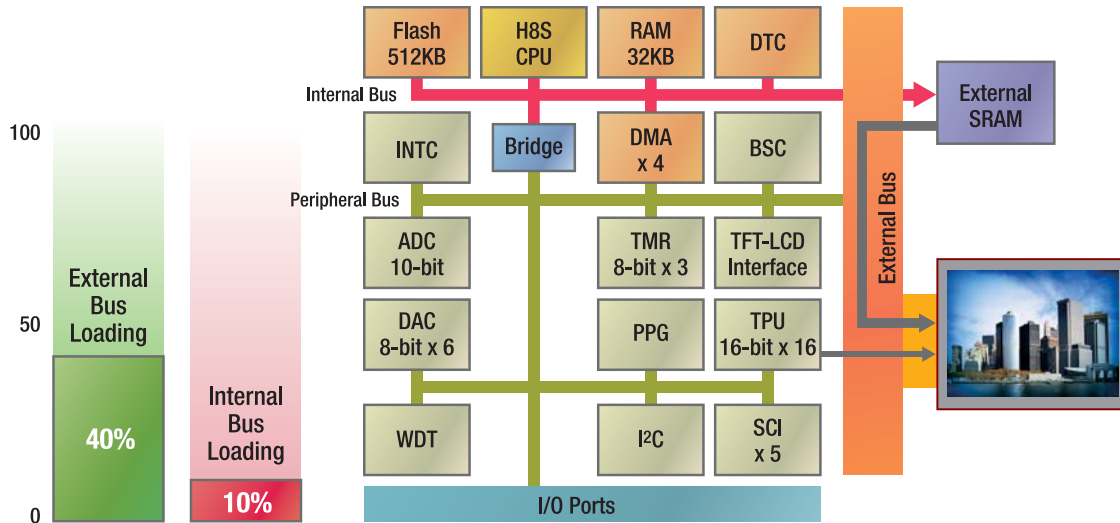 100
50
0
External
Bus
Loading
40%
Internal
Bus
Loading
10%
Flash
512KB
H8S
CPU
RAM
32KB
DTC
Internal Bus
External
SRAM
INTC
Bridge
DMA
x 4
BSC
Peripheral Bus
External Bus
ADC
10-bit
TMR
8-bit x 3
TFT-LCD
Interface
DAC
8-bit x 6
PPG
TPU
16-bit x 16
WDT
I²C
SCI
x 5
I/O Ports